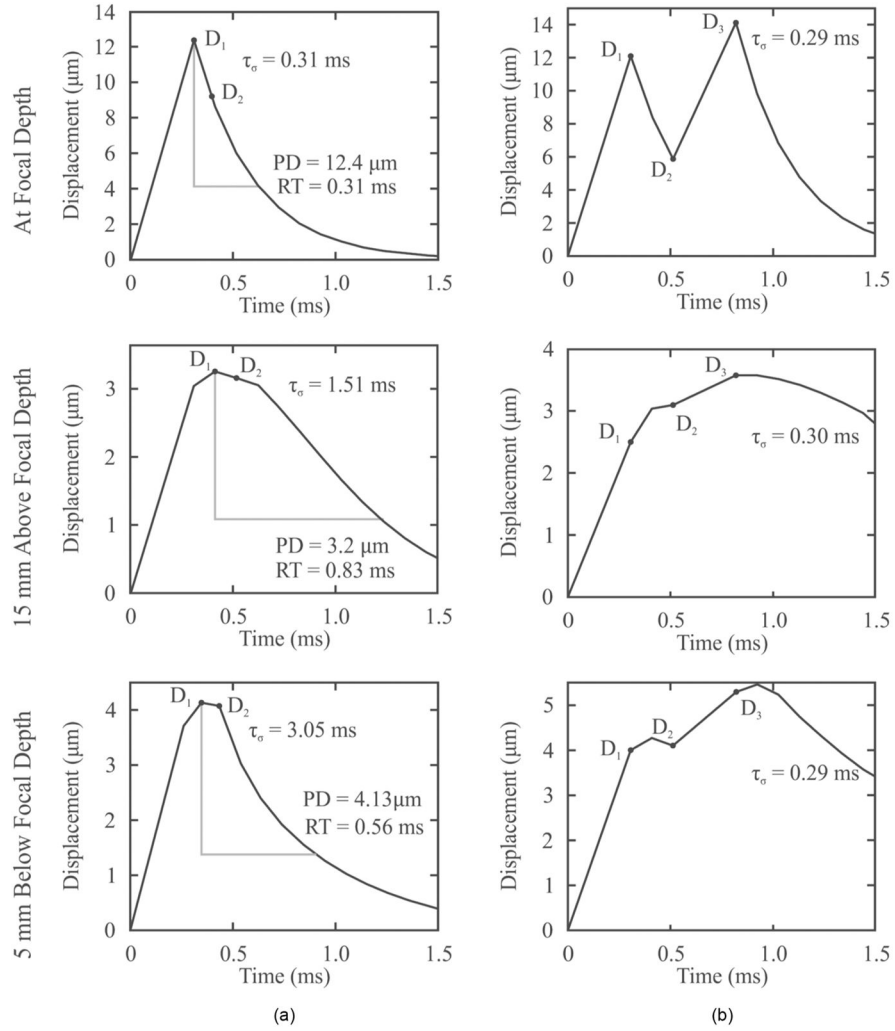 At Focal Depth
Displacement (μm)
14
12
10
8
6
4
2
0
D₁
τσ = 0.31 ms
D₂
PD = 12.4 μm
RT = 0.31 ms
0
0.5
1.0
1.5
Time (ms)
Displacement (μm)
14
12
10
8
6
4
2
0
D₁
D₂
D₃
τσ = 0.29 ms
0
0.5
1.0
1.5
Time (ms)
15 mm Above Focal Depth
Displacement (μm)
3
2
1
0
D₁
D₂
τσ = 1.51 ms
PD = 3.2 μm
RT = 0.83 ms
0
0.5
1.0
1.5
Time (ms)
Displacement (μm)
4
3
2
1
0
D₁
D₂
D₃
τσ = 0.30 ms
0
0.5
1.0
1.5
Time (ms)
5 mm Below Focal Depth
Displacement (μm)
4
3
2
1
0
D₁
D₂
τσ = 3.05 ms
PD = 4.13μm
RT = 0.56 ms
0
0.5
1.0
1.5
Time (ms)
Displacement (μm)
5
4
5
2
1
0
D₁
D₂
D₃
τσ = 0.29 ms
0
0.5
1.0
1.5
Time (ms)
(a)
(b)